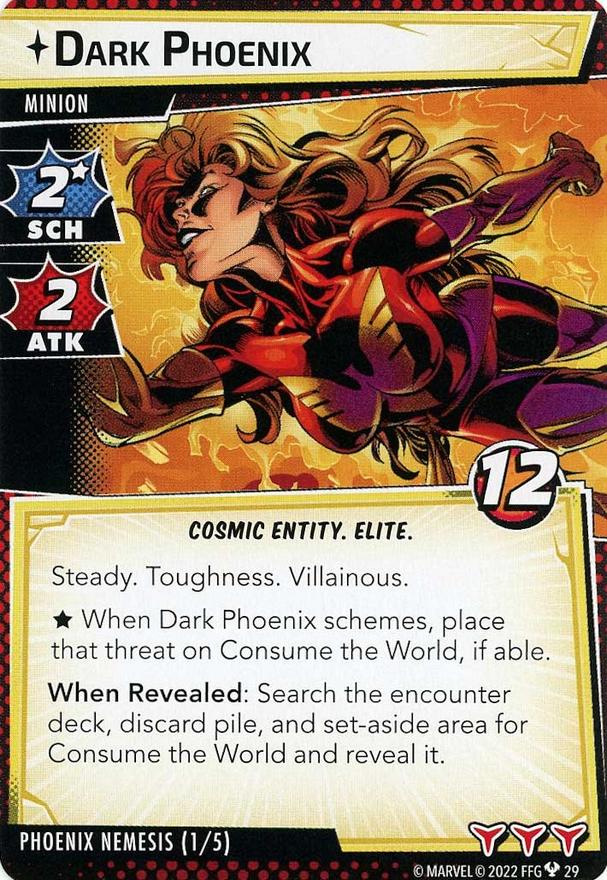 DARK PHOENIX
MINION
2★
SCH
2
ATK
12
COSMIC ENTITY. ELITE.
Steady. Toughness. Villainous.
★ When Dark Phoenix schemes, place
that threat on Consume the World, if able.
When Revealed: Search the encounter
deck, discard pile, and set-aside area for
Consume the World and reveal it.
PHOENIX NEMESIS (1/5)
© MARVEL © 2022 FFG 29